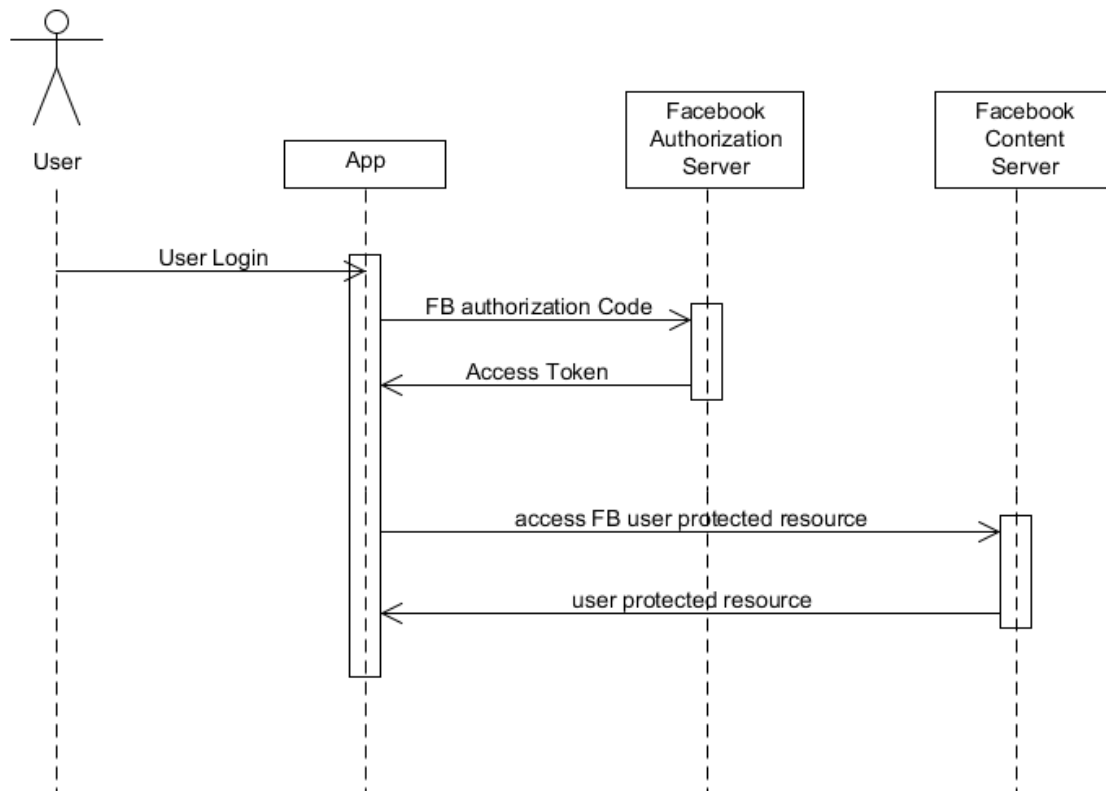 User
App
Facebook
Authorization
Server
Facebook
Content
Server
User Login
FB authorization Code
Access Token
access FB user protected resource
user protected resource